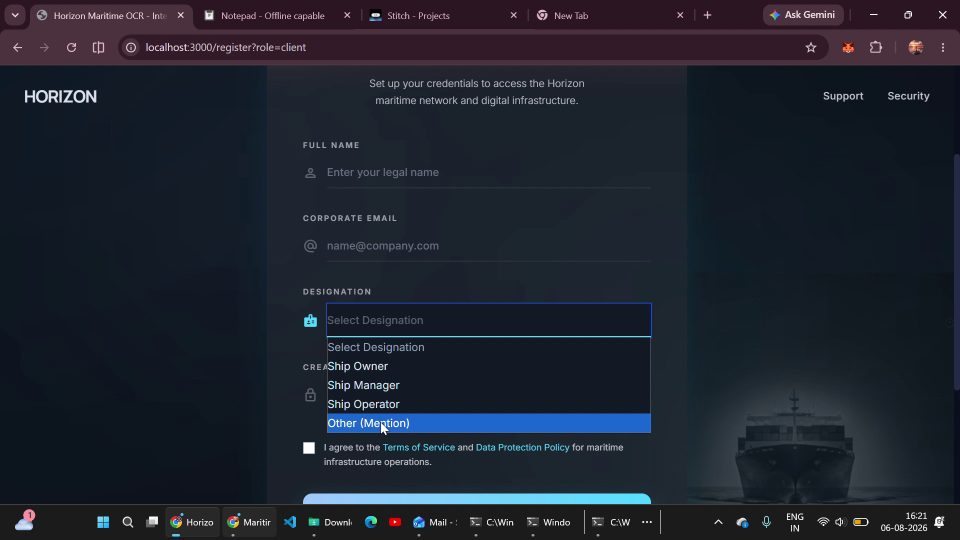 Horizon Maritime OCR - Inte
Notepad - Offline capable
Stitch - Projects
New Tab
Ask Gemini
localhost:3000/register?role=client
HORIZON
Support
Security
Set up your credentials to access the Horizon
maritime network and digital infrastructure.
FULL NAME
Enter your legal name
CORPORATE EMAIL
name@company.com
DESIGNATION
Select Designation
Select Designation
Ship Owner
CREA
Ship Manager
Ship Operator
Other (Mention)
I agree to the Terms of Service and Data Protection Policy for maritime
infrastructure operations.
1
Horizo
Maritir
Downl
Mail -
C:\Win
Windo
C:\W
ENG
IN
16:21
06-08-2026